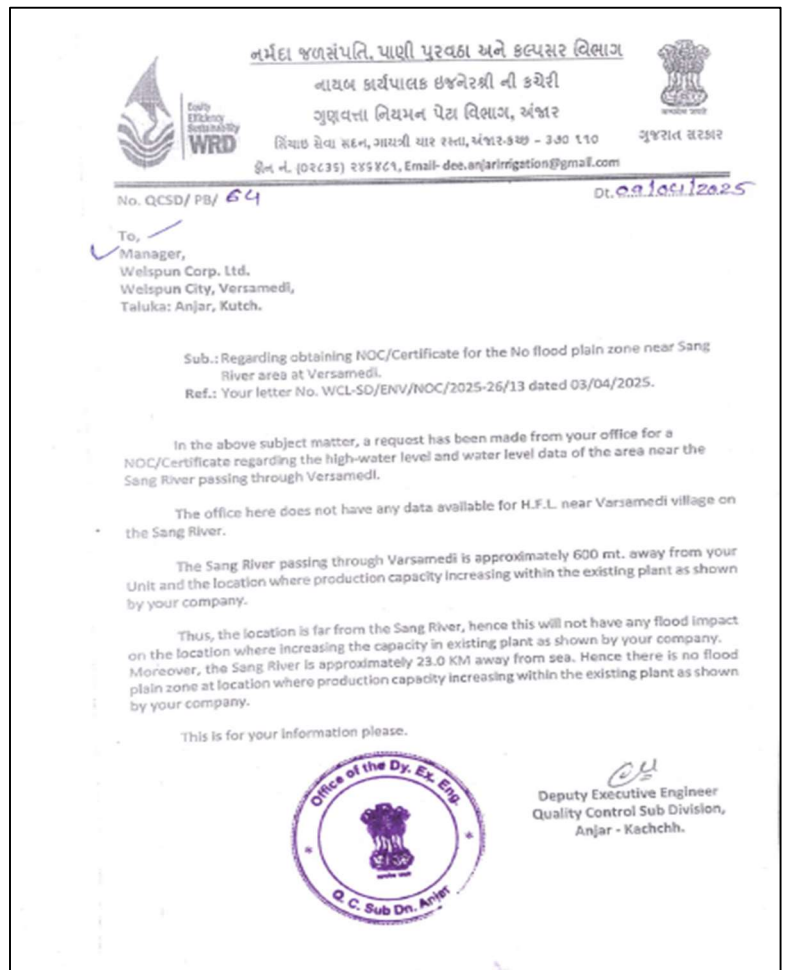 નર્મદા જળસંપતિ, પાણી પુરવઠા અને કલ્પસર વિભાગ
નાયબ કાર્યપાલક ઇજનેરશ્રી ની કચેરી
ગુણવત્તા નિયમન પેટા વિભાગ, અંજાર
સિંચાઇ સેવા સદન, ગાયત્રી ચાર રસ્તા, અંજાર-કચ્છ – ૩૭૦ ૧૧૦
ફોન નં. (૦૨૮૩૬) ૨૪૬૪૮૧, Email- dee.anjarirrigation@gmail.com
Equity
Efficiency
Sustainability
WRD
ગુજરાત સરકાર
No. QCSD/ PB/ 64
Dt. 09/04/2025
To,
Manager,
Welspun Corp. Ltd.
Welspun City, Versamedi,
Taluka: Anjar, Kutch.
Sub.: Regarding obtaining NOC/Certificate for the No flood plain zone near Sang
River area at Versamedi.
Ref.: Your letter No. WCL-SD/ENV/NOC/2025-26/13 dated 03/04/2025.
In the above subject matter, a request has been made from your office for a
NOC/Certificate regarding the high-water level and water level data of the area near the
Sang River passing through Versamedi.
The office here does not have any data available for H.F.L. near Varsamedi village on
the Sang River.
The Sang River passing through Varsamedi is approximately 600 mt. away from your
Unit and the location where production capacity increasing within the existing plant as shown
by your company.
Thus, the location is far from the Sang River, hence this will not have any flood impact
on the location where increasing the capacity in existing plant as shown by your company.
Moreover, the Sang River is approximately 23.0 KM away from sea. Hence there is no flood
plain zone at location where production capacity increasing within the existing plant as shown
by your company.
This is for your information please.
Office of the Dy. Ex. Eng.
Q. C. Sub Dn. Anjar
Deputy Executive Engineer
Quality Control Sub Division,
Anjar - Kachchh.